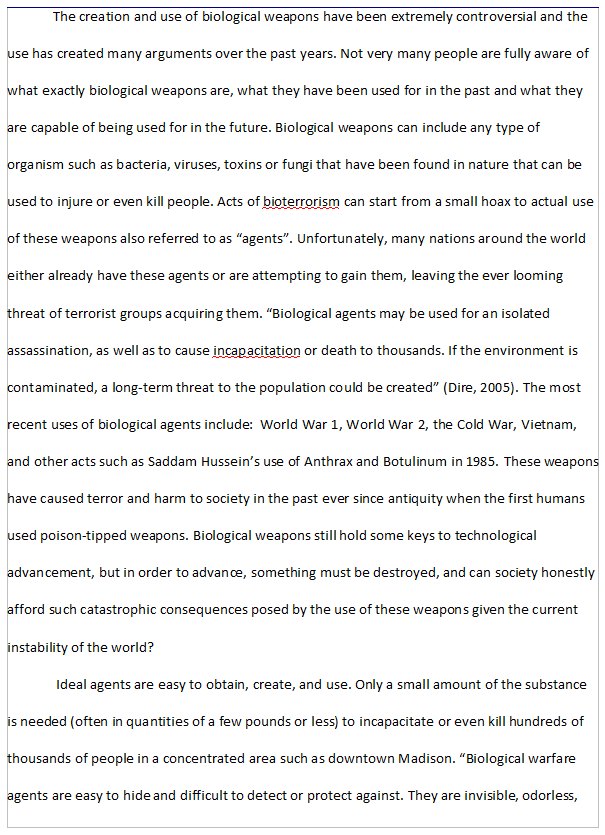 The creation and use of biological weapons have been extremely controversial and the
use has created many arguments over the past years. Not very many people are fully aware of
what exactly biological weapons are, what they have been used for in the past and what they
are capable of being used for in the future. Biological weapons can include any type of
organism such as bacteria, viruses, toxins or fungi that have been found in nature that can be
used to injure or even kill people. Acts of bioterrorism can start from a small hoax to actual use
of these weapons also referred to as “agents”. Unfortunately, many nations around the world
either already have these agents or are attempting to gain them, leaving the ever looming
threat of terrorist groups acquiring them. “Biological agents may be used for an isolated
assassination, as well as to cause incapacitation or death to thousands. If the environment is
contaminated, a long-term threat to the population could be created” (Dire, 2005). The most
recent uses of biological agents include:  World War 1, World War 2, the Cold War, Vietnam,
and other acts such as Saddam Hussein’s use of Anthrax and Botulinum in 1985. These weapons
have caused terror and harm to society in the past ever since antiquity when the first humans
used poison-tipped weapons. Biological weapons still hold some keys to technological
advancement, but in order to advance, something must be destroyed, and can society honestly
afford such catastrophic consequences posed by the use of these weapons given the current
instability of the world?
Ideal agents are easy to obtain, create, and use. Only a small amount of the substance
is needed (often in quantities of a few pounds or less) to incapacitate or even kill hundreds of
thousands of people in a concentrated area such as downtown Madison. “Biological warfare
agents are easy to hide and difficult to detect or protect against. They are invisible, odorless,